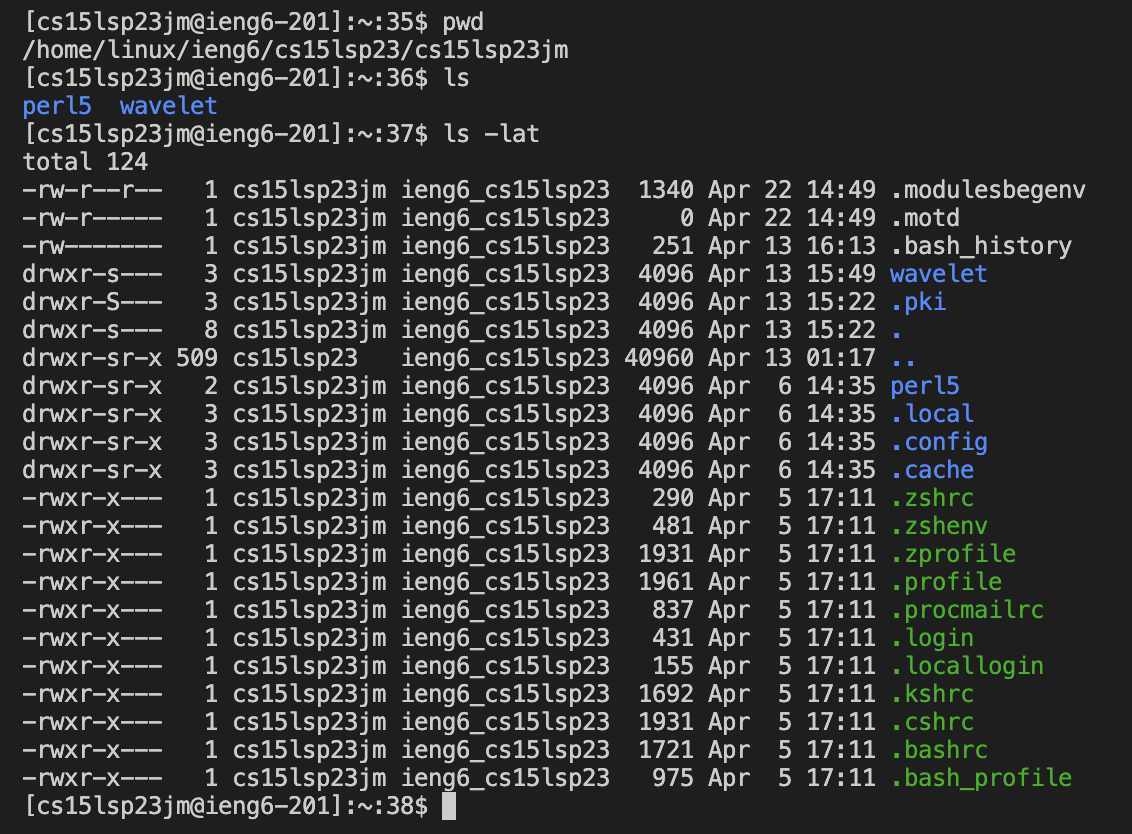 [cs15lsp23jm@ieng6-201]:~:35$ pwd
/home/linux/ieng6/cs15lsp23/cs15lsp23jm
[cs15lsp23jm@ieng6-201]:~:36$ ls
perl5  wavelet
[cs15lsp23jm@ieng6-201]:~:37$ ls -lat
total 124
-rw-r--r--   1 cs15lsp23jm ieng6_cs15lsp23  1340 Apr 22 14:49 .modulesbegenv
-rw-r-----   1 cs15lsp23jm ieng6_cs15lsp23     0 Apr 22 14:49 .motd
-rw-------   1 cs15lsp23jm ieng6_cs15lsp23   251 Apr 13 16:13 .bash_history
drwxr-s---   3 cs15lsp23jm ieng6_cs15lsp23  4096 Apr 13 15:49 wavelet
drwxr-S---   3 cs15lsp23jm ieng6_cs15lsp23  4096 Apr 13 15:22 .pki
drwxr-s---   8 cs15lsp23jm ieng6_cs15lsp23  4096 Apr 13 15:22 .
drwxr-sr-x 509 cs15lsp23   ieng6_cs15lsp23 40960 Apr 13 01:17 ..
drwxr-sr-x   2 cs15lsp23jm ieng6_cs15lsp23  4096 Apr  6 14:35 perl5
drwxr-sr-x   3 cs15lsp23jm ieng6_cs15lsp23  4096 Apr  6 14:35 .local
drwxr-sr-x   3 cs15lsp23jm ieng6_cs15lsp23  4096 Apr  6 14:35 .config
drwxr-sr-x   3 cs15lsp23jm ieng6_cs15lsp23  4096 Apr  6 14:35 .cache
-rwxr-x---   1 cs15lsp23jm ieng6_cs15lsp23   290 Apr  5 17:11 .zshrc
-rwxr-x---   1 cs15lsp23jm ieng6_cs15lsp23   481 Apr  5 17:11 .zshenv
-rwxr-x---   1 cs15lsp23jm ieng6_cs15lsp23  1931 Apr  5 17:11 .zprofile
-rwxr-x---   1 cs15lsp23jm ieng6_cs15lsp23  1961 Apr  5 17:11 .profile
-rwxr-x---   1 cs15lsp23jm ieng6_cs15lsp23   837 Apr  5 17:11 .procmailrc
-rwxr-x---   1 cs15lsp23jm ieng6_cs15lsp23   431 Apr  5 17:11 .login
-rwxr-x---   1 cs15lsp23jm ieng6_cs15lsp23   155 Apr  5 17:11 .locallogin
-rwxr-x---   1 cs15lsp23jm ieng6_cs15lsp23  1692 Apr  5 17:11 .kshrc
-rwxr-x---   1 cs15lsp23jm ieng6_cs15lsp23  1931 Apr  5 17:11 .cshrc
-rwxr-x---   1 cs15lsp23jm ieng6_cs15lsp23  1721 Apr  5 17:11 .bashrc
-rwxr-x---   1 cs15lsp23jm ieng6_cs15lsp23   975 Apr  5 17:11 .bash_profile
[cs15lsp23jm@ieng6-201]:~:38$